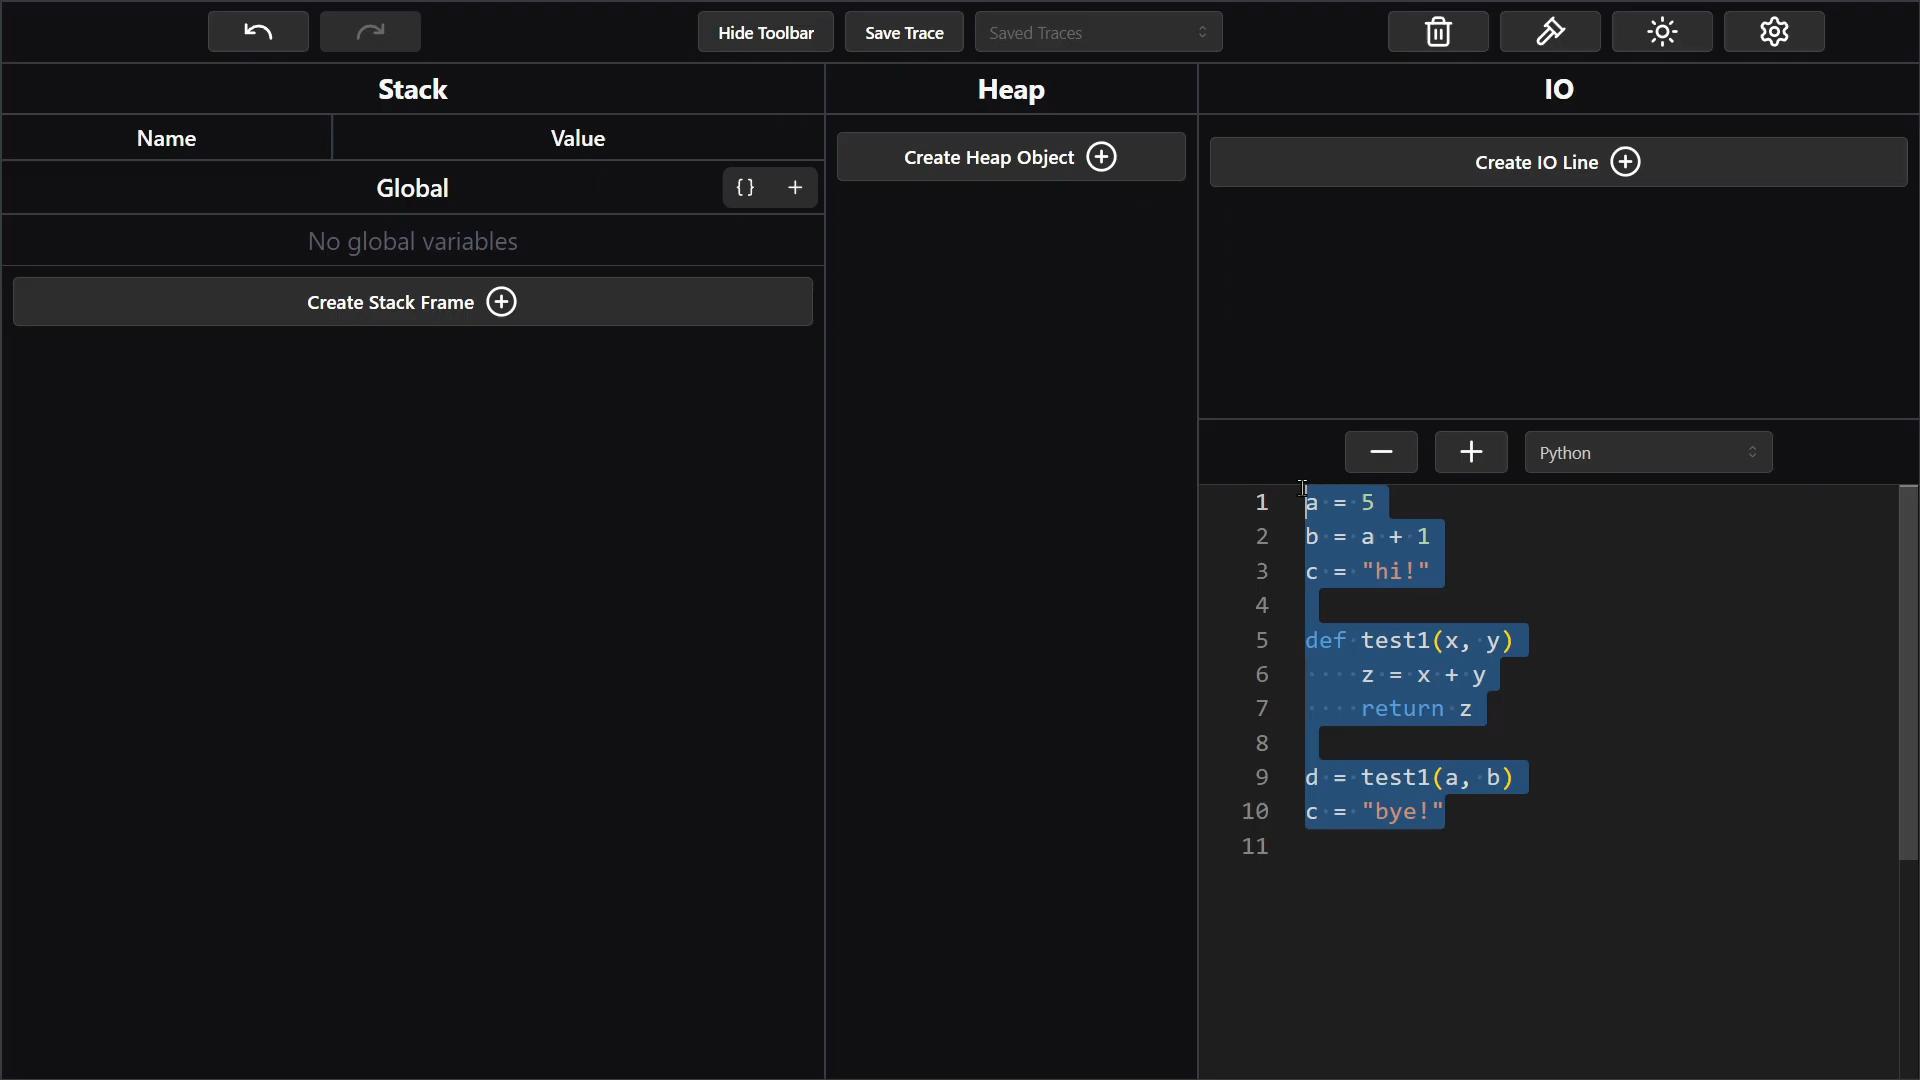 Hide Toolbar Save Trace Saved Traces
Stack Heap IO
Name Value
Create Heap Object
Create IO Line
Global {} +
No global variables
Create Stack Frame
Python
1 a = 5
2 b = a + 1
3 c = "hi!"
4
5 def test1(x, y)
6 z = x + y
7 return z
8
9 d = test1(a, b)
10 c = "bye!"
11